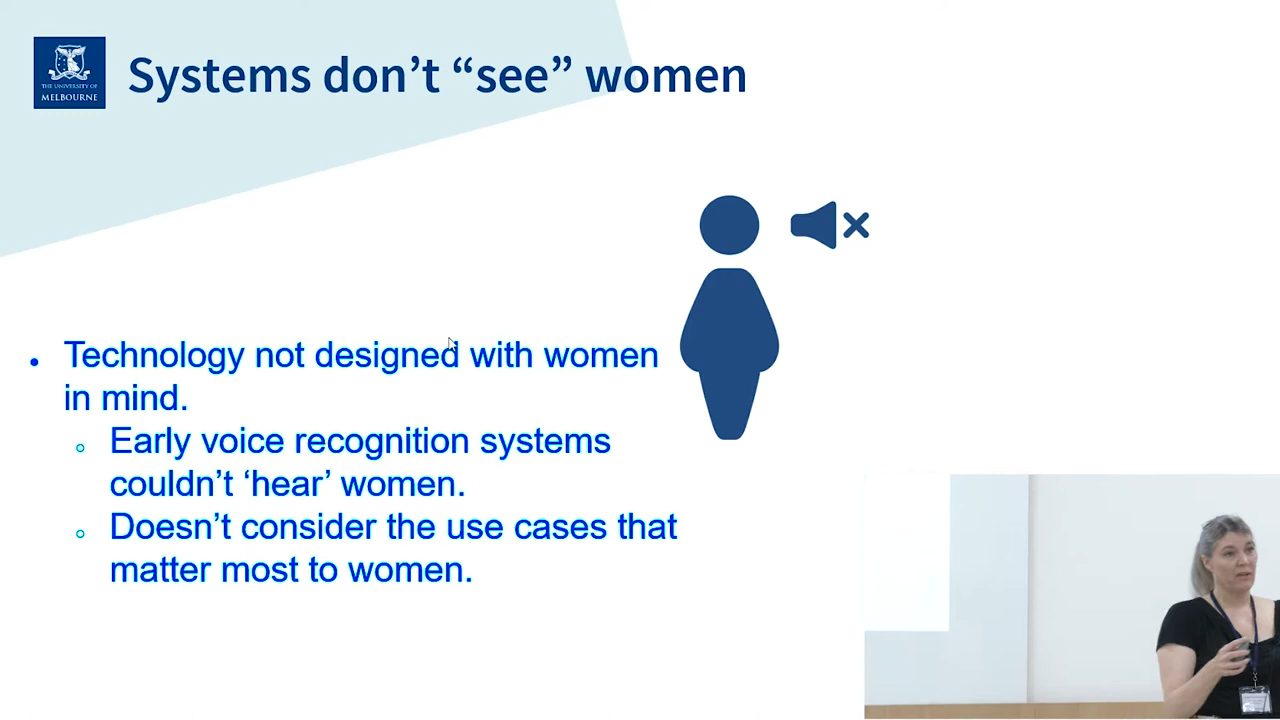 THE UNIVERSITY OF
MELBOURNE
Systems don’t “see” women
• Technology not designed with women
in mind.
○ Early voice recognition systems
couldn’t ‘hear’ women.
○ Doesn’t consider the use cases that
matter most to women.